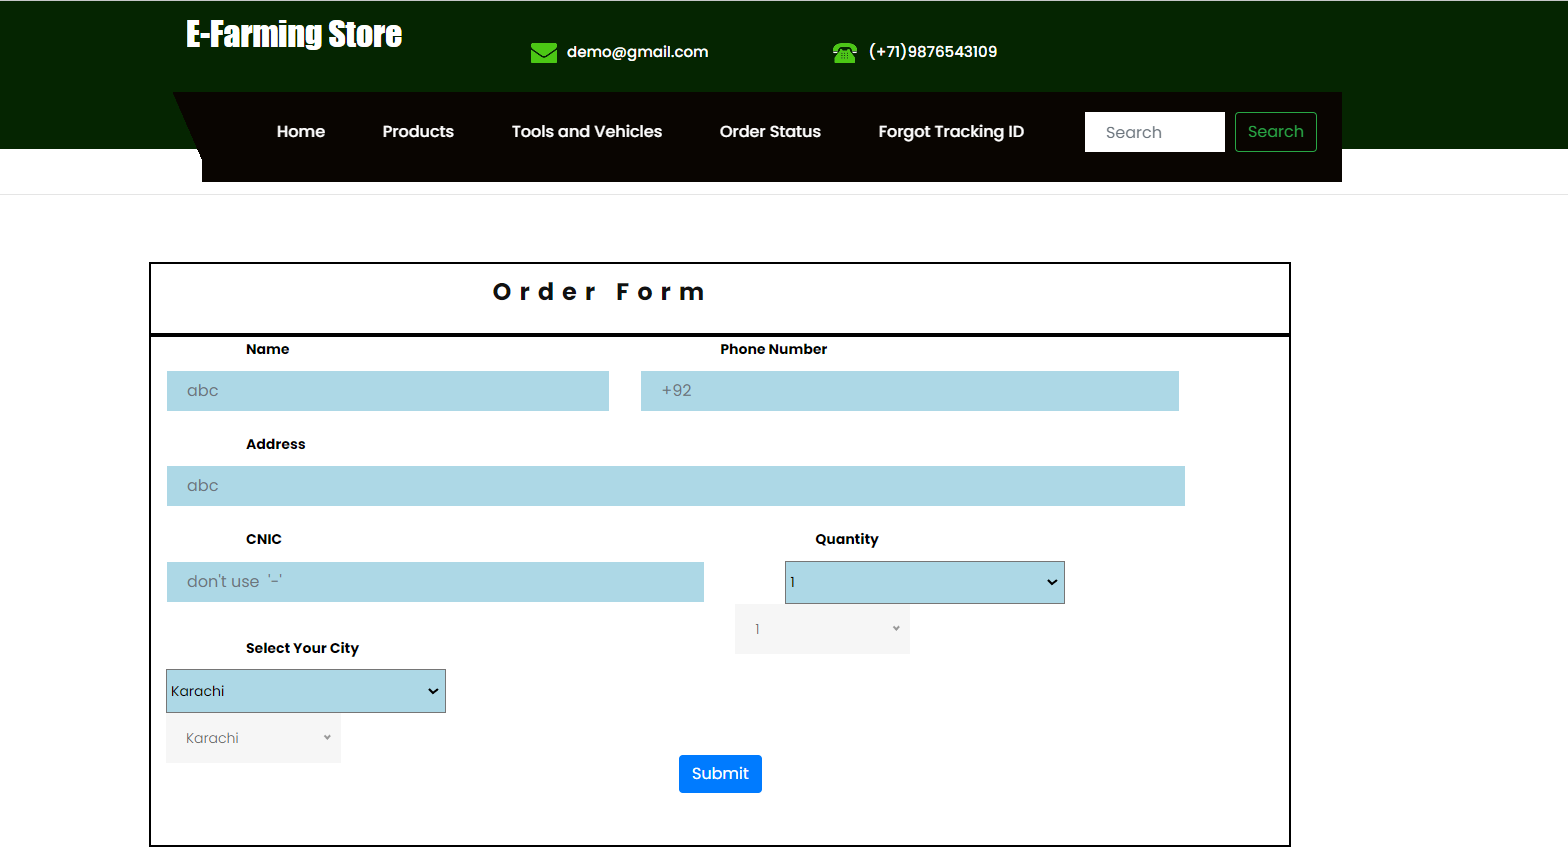 E-Farming Store
demo@gmail.com (+71)9876543109
Home Products Tools and Vehicles Order Status Forgot Tracking ID Search Search
Order Form
Name Phone Number
abc +92
Address
abc
CNIC Quantity
don't use '-' 1
1
Select Your City
Karachi
Karachi
Submit